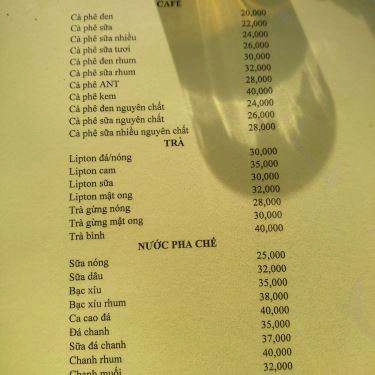 CAFÉ
Cà phê đen 20,000
Cà phê sữa 22,000
Cà phê sữa nhiều 24,000
Cà phê sữa tươi 26,000
Cà phê đen rhum 30,000
Cà phê sữa rhum 32,000
Cà phê ANT 28,000
Cà phê kem 40,000
Cà phê đen nguyên chất 24,000
Cà phê sữa nguyên chất 26,000
Cà phê sữa nhiều nguyên chất 28,000
TRÀ
Lipton đá/nóng 30,000
Lipton cam 35,000
Lipton sữa 30,000
Lipton mật ong 32,000
Trà gừng nóng 28,000
Trà gừng mật ong 30,000
Trà bình 40,000
NƯỚC PHA CHẾ
Sữa nóng 25,000
Sữa dâu 32,000
Bạc xỉu 35,000
Bạc xỉu rhum 38,000
Ca cao đá 40,000
Đá chanh 35,000
Sữa đá chanh 37,000
Chanh rhum 40,000
Chanh muối 32,000